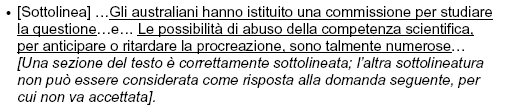 • [Sottolinea] …Gli australiani hanno istituito una commissione per studiare
la questione…e… Le possibilità di abuso della competenza scientifica,
per anticipare o ritardare la procreazione, sono talmente numerose…
[Una sezione del testo è correttamente sottolineata; l'altra sottolineatura
non può essere considerata come risposta alla domanda seguente, per
cui non va accettata].